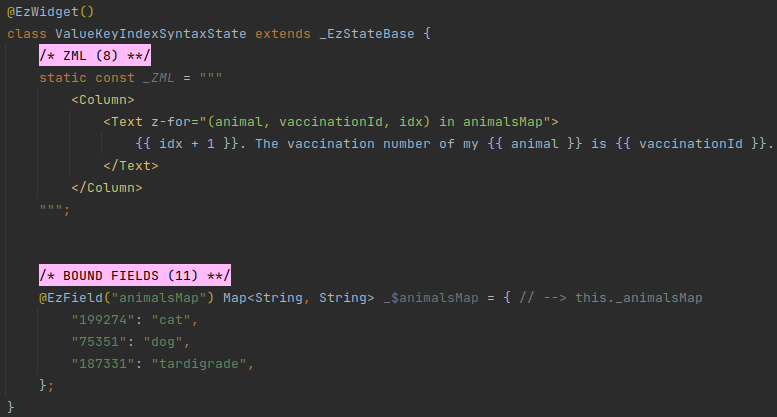 @EzWidget()
class ValueKeyIndexSyntaxState extends _EzStateBase {
    /* ZML (8) **/
    static const _ZML = """
        <Column>
            <Text z-for="(animal, vaccinationId, idx) in animalsMap">
                {{ idx + 1 }}. The vaccination number of my {{ animal }} is {{ vaccinationId }}.
            </Text>
        </Column>
    """;
    /* BOUND FIELDS (11) **/
    @EzField("animalsMap") Map<String, String> _$animalsMap = { // --> this._animalsMap
        "199274": "cat",
        "75351": "dog",
        "187331": "tardigrade",
    };
}